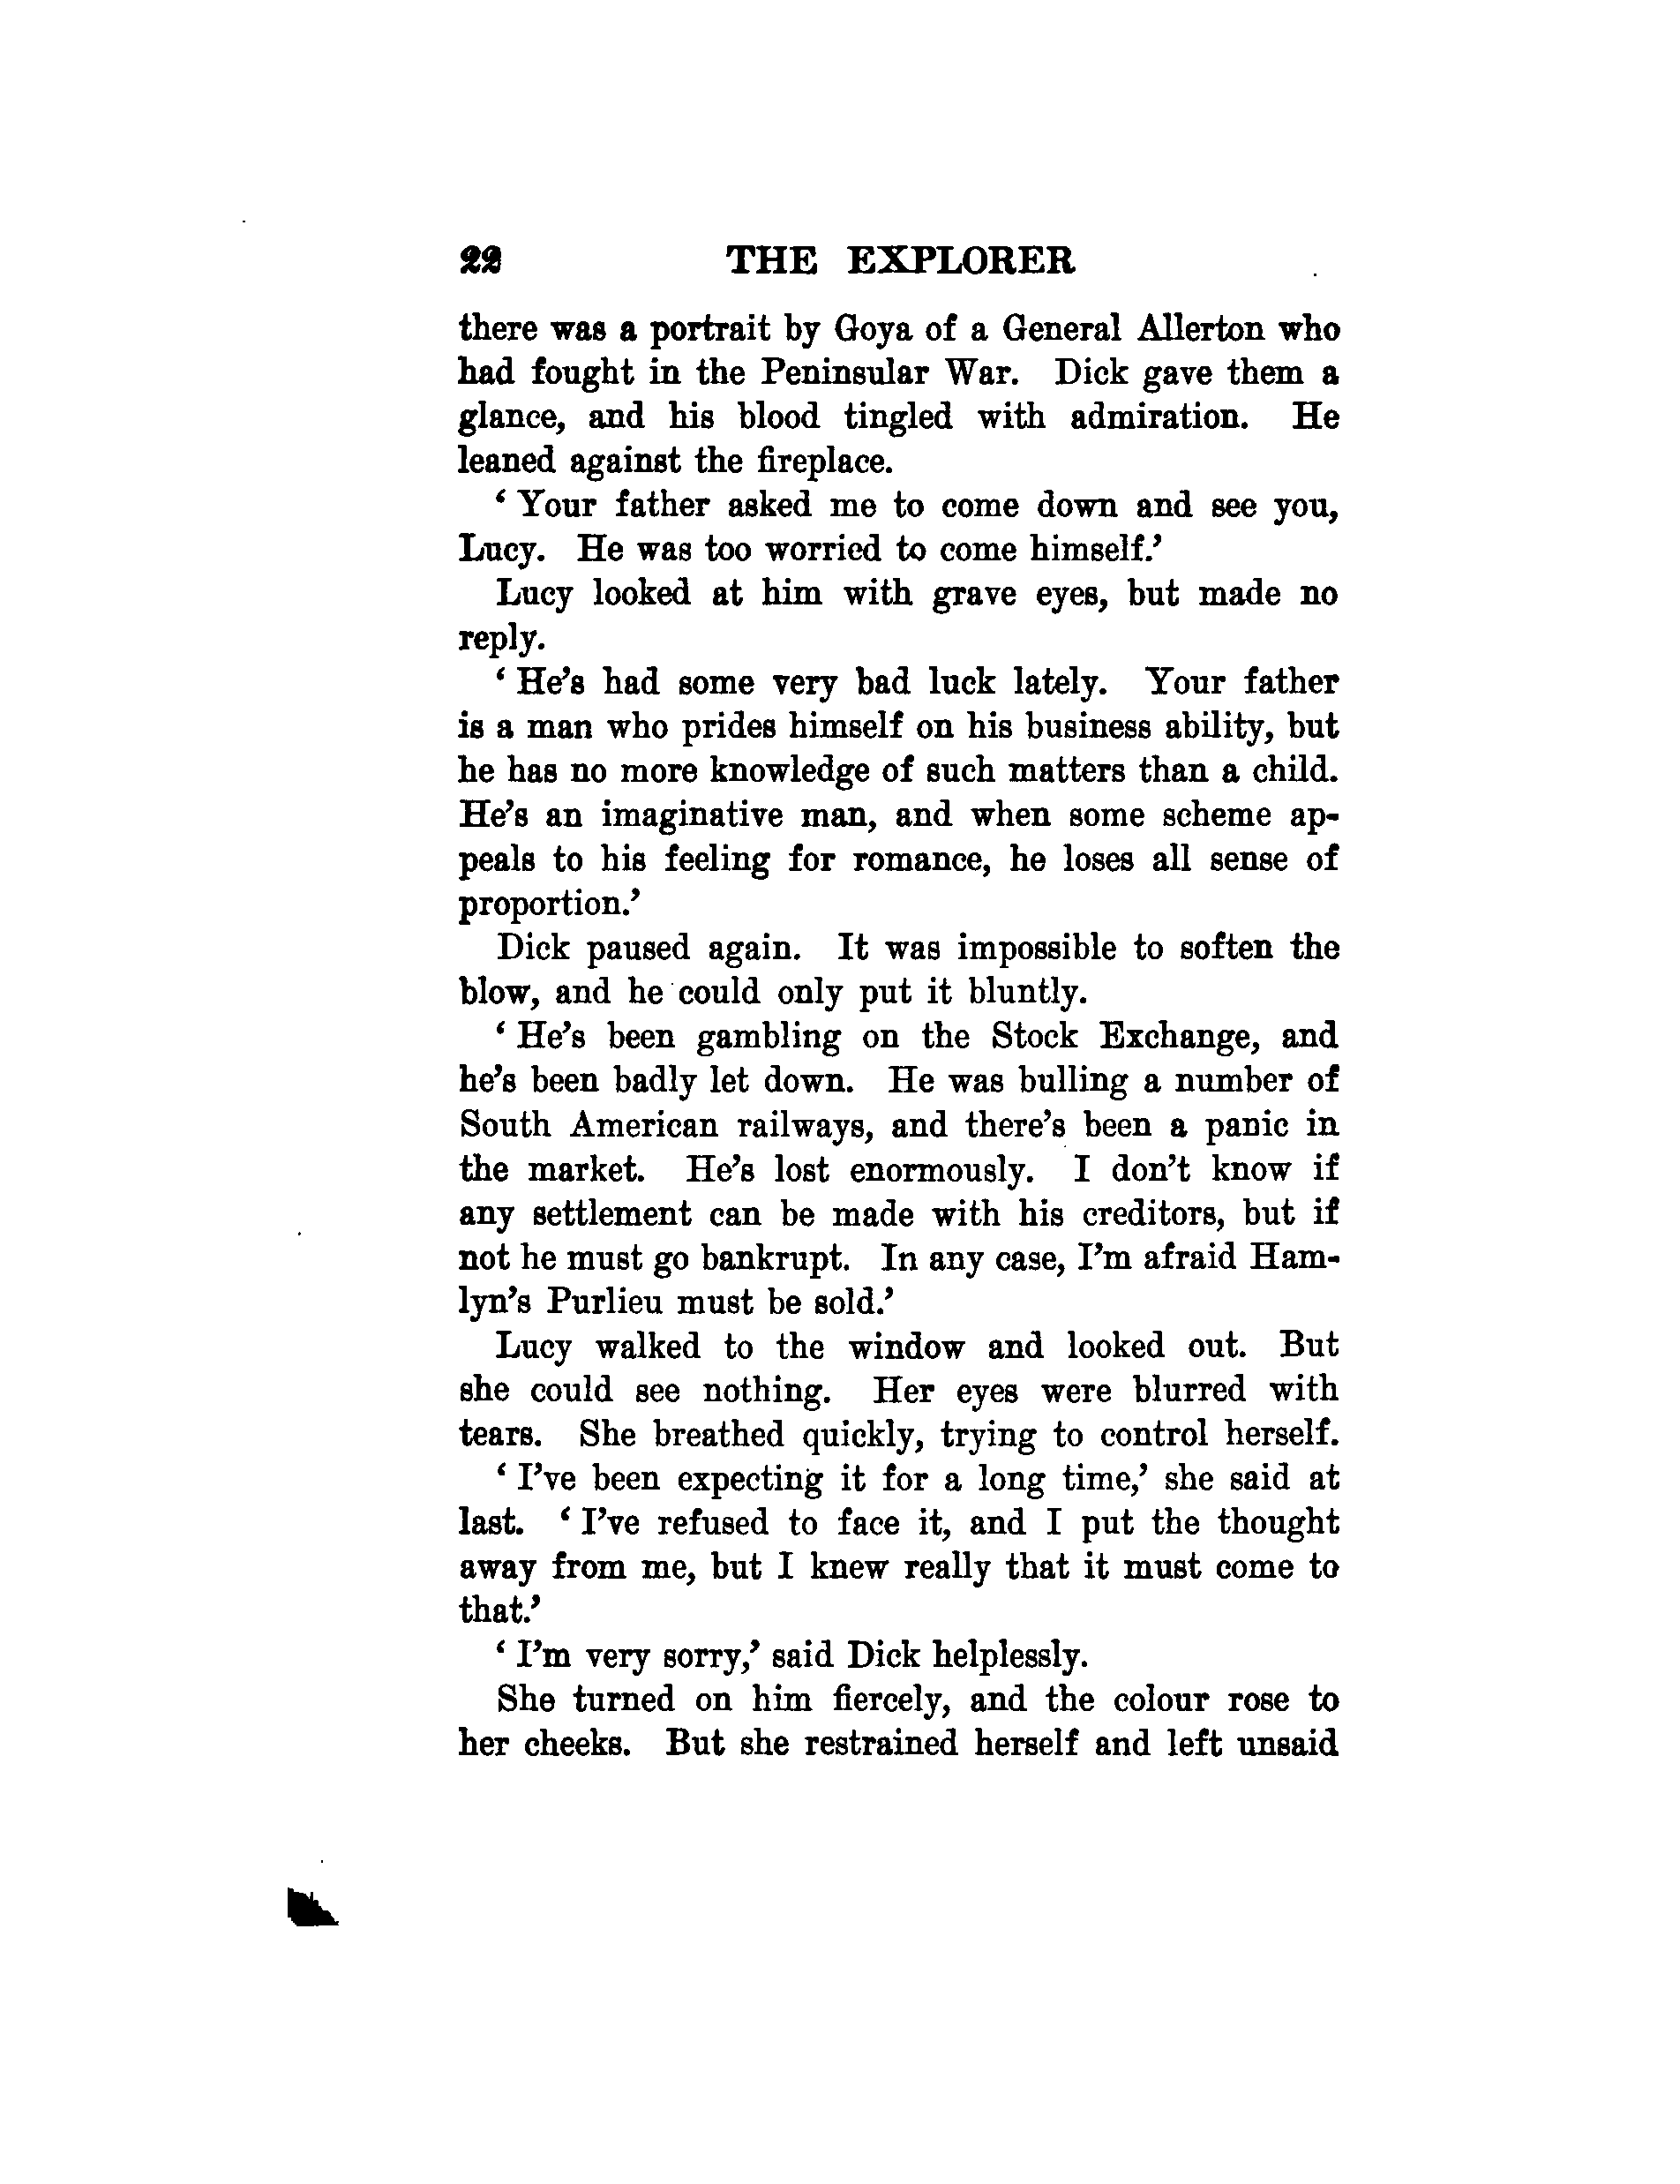 22 THE EXPLORER
there was a portrait by Goya of a General Allerton who
had fought in the Peninsular War. Dick gave them a
glance, and his blood tingled with admiration. He
leaned against the fireplace.
‘ Your father asked me to come down and see you,
Lucy. He was too worried to come himself.’
Lucy looked at him with grave eyes, but made no
reply.
‘ He’s had some very bad luck lately. Your father
is a man who prides himself on his business ability, but
he has no more knowledge of such matters than a child.
He’s an imaginative man, and when some scheme ap-
peals to his feeling for romance, he loses all sense of
proportion.’
Dick paused again. It was impossible to soften the
blow, and he could only put it bluntly.
‘ He’s been gambling on the Stock Exchange, and
he’s been badly let down. He was bulling a number of
South American railways, and there’s been a panic in
the market. He’s lost enormously. I don’t know if
any settlement can be made with his creditors, but if
not he must go bankrupt. In any case, I’m afraid Ham-
lyn’s Purlieu must be sold.’
Lucy walked to the window and looked out. But
she could see nothing. Her eyes were blurred with
tears. She breathed quickly, trying to control herself.
‘ I’ve been expecting it for a long time,’ she said at
last. ‘ I’ve refused to face it, and I put the thought
away from me, but I knew really that it must come to
that.’
‘ I’m very sorry,’ said Dick helplessly.
She turned on him fiercely, and the colour rose to
her cheeks. But she restrained herself and left unsaid